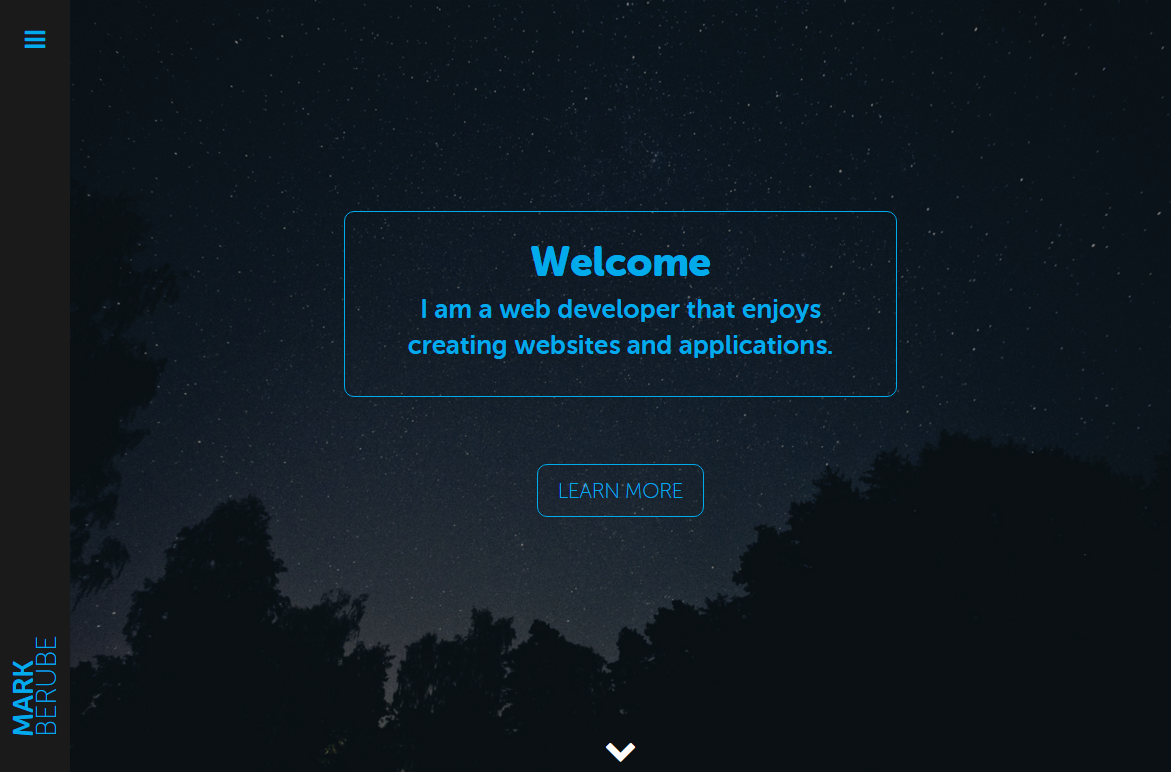 Welcome
I am a web developer that enjoys
creating websites and applications.
LEARN MORE
MARK
BERUBE